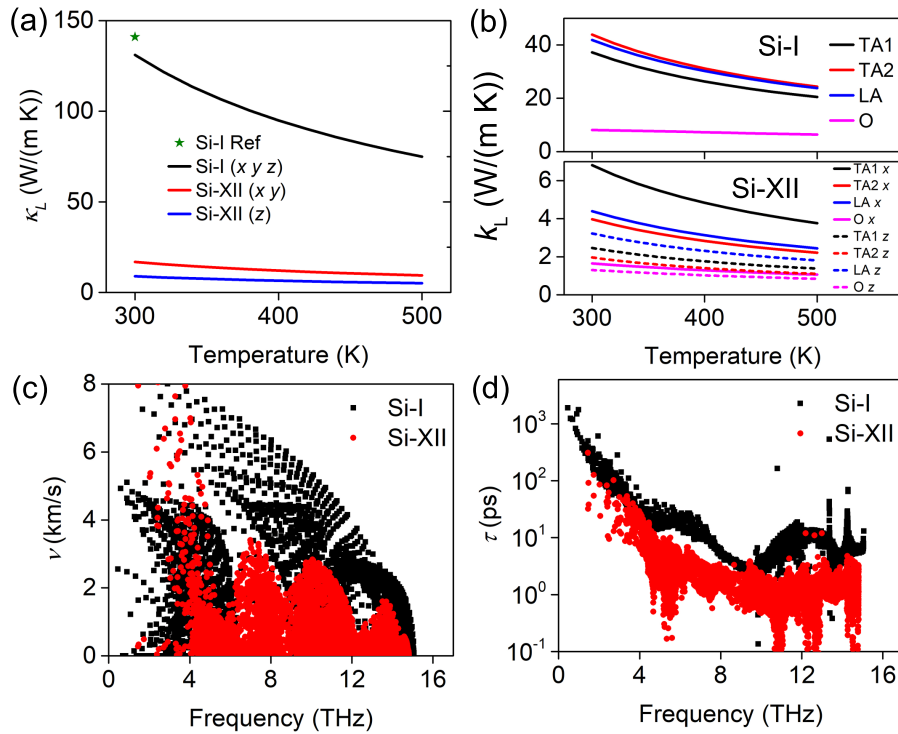 (a)
κL (W/(m K))
150
100
50
0
Si-I Ref
Si-I (x y z)
Si-XII (x y)
Si-XII (z)
300
400
500
Temperature (K)
(b)
kL (W/(m K))
40
20
0
Si-I
TA1
TA2
LA
O
6
4
2
0
Si-XII
TA1 x
TA2 x
LA x
O x
TA1 z
TA2 z
LA z
O z
300
400
500
Temperature (K)
(c)
ν (km/s)
8
6
4
2
0
Si-I
Si-XII
0
4
8
12
16
Frequency (THz)
(d)
τ (ps)
10³
10²
10¹
10⁰
10⁻¹
Si-I
Si-XII
0
4
8
12
16
Frequency (THz)